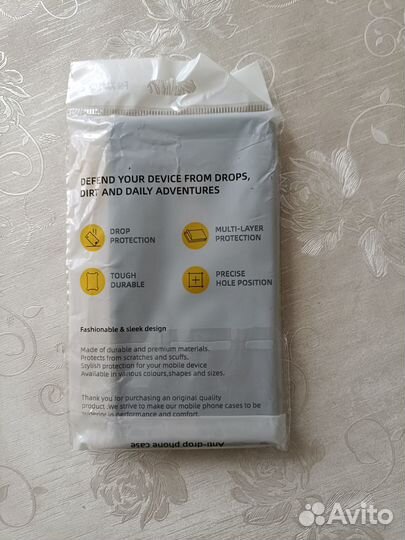 DEFEND YOUR DEVICE FROM DROPS,
DIRT AND DAILY ADVENTURES
DROP
PROTECTION
MULTI-LAYER
PROTECTION
TOUGH
DURABLE
PRECISE
HOLE POSITION
Fashionable & sleek design
Made of durable and premium materials.
Protects from scratches and scuffs.
Stylish protection for your mobile device
Available in various colours,shapes and sizes.
Thank you for purchasing an original quality
product .We strive to make our mobile phone cases to be
superior in performance and comfort.
Anti-drop phone case
Avito